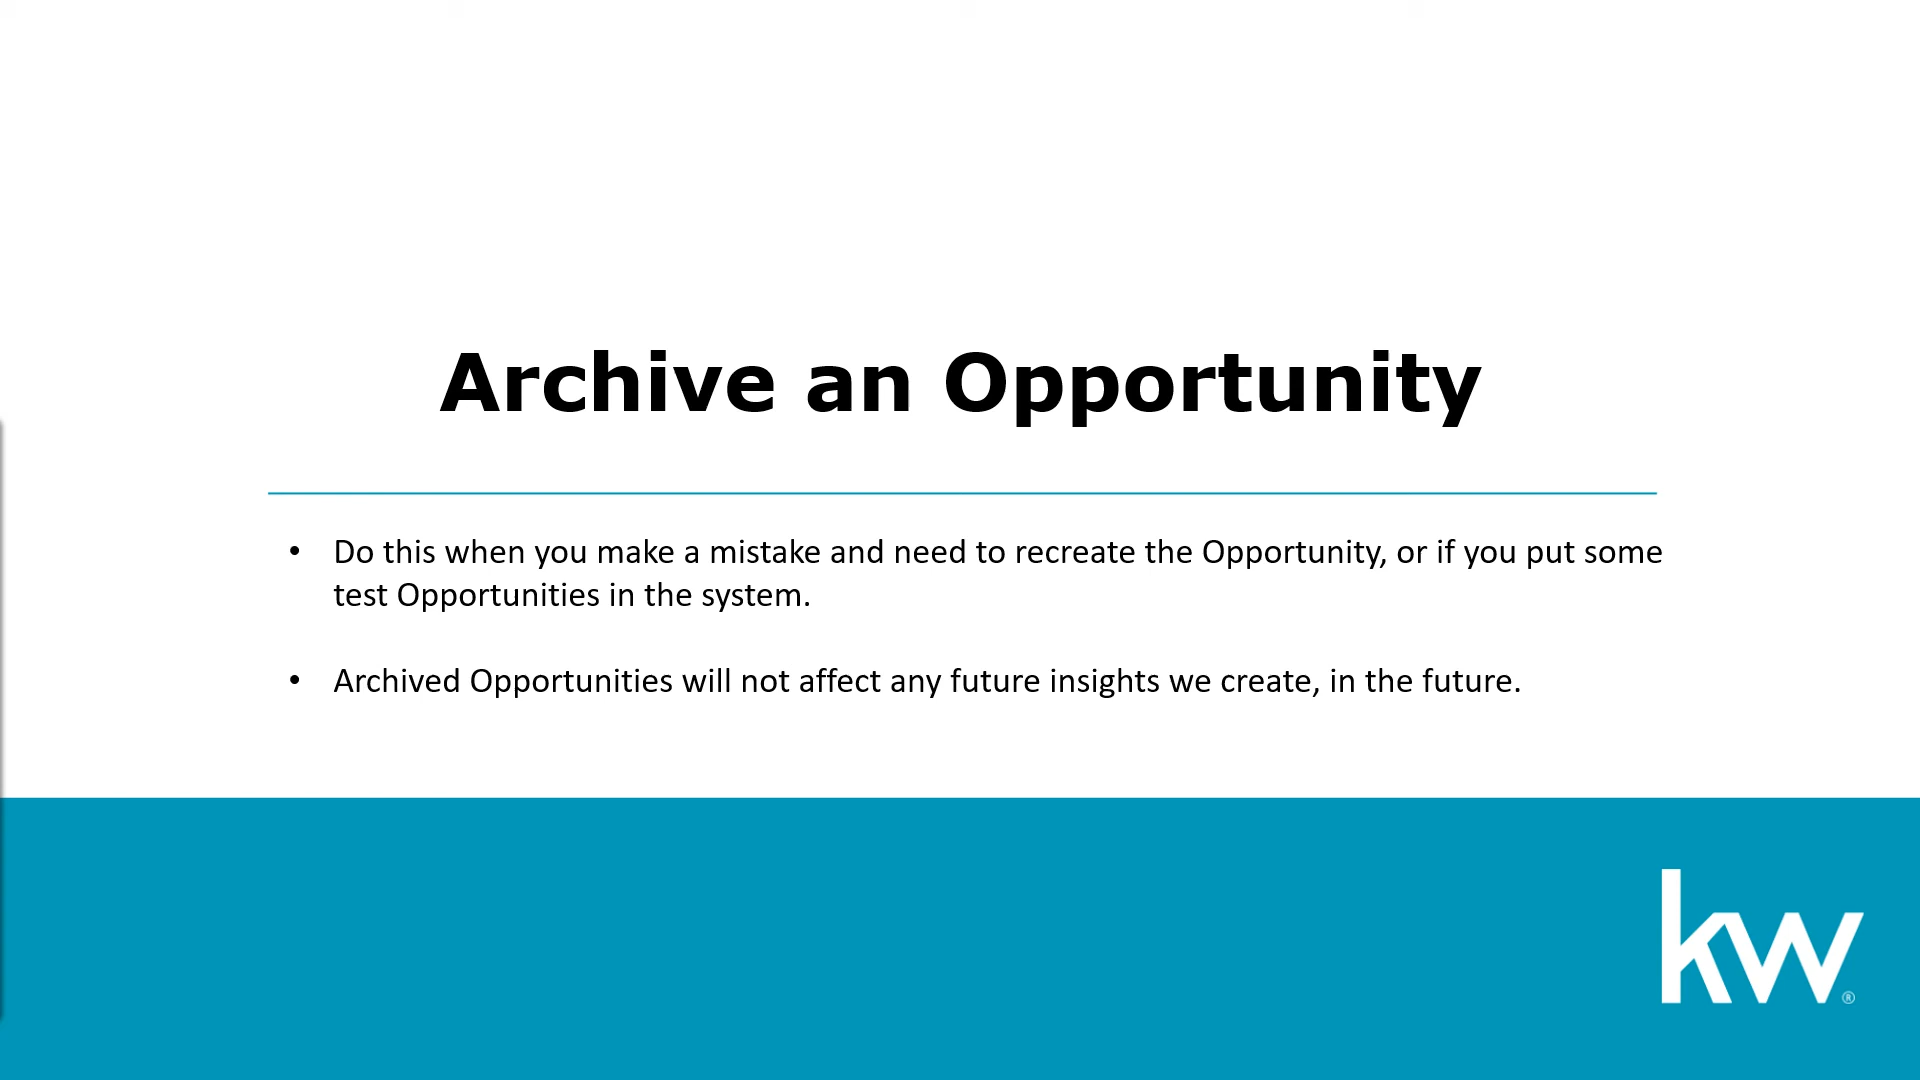 Archive an Opportunity
• Do this when you make a mistake and need to recreate the Opportunity, or if you put some
test Opportunities in the system.
• Archived Opportunities will not affect any future insights we create, in the future.
kw®